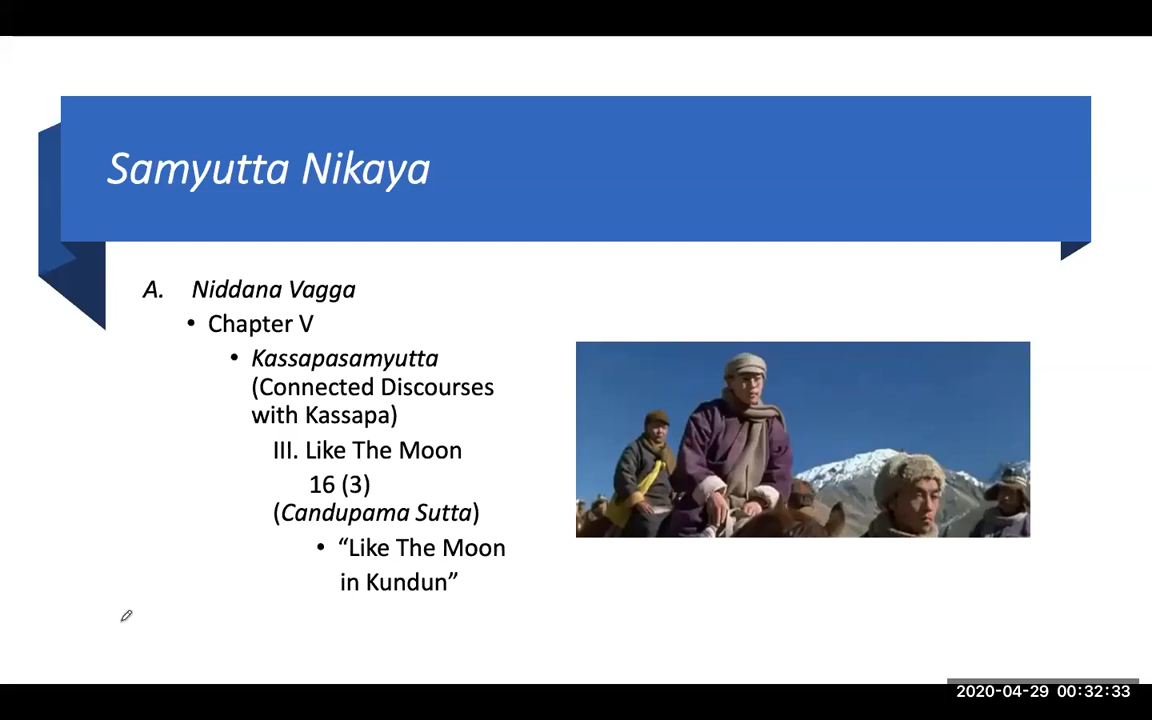 Samyutta Nikaya
A. Niddana Vagga
• Chapter V
• Kassapasamyutta
(Connected Discourses
with Kassapa)
III. Like The Moon
16 (3)
(Candupama Sutta)
• “Like The Moon
in Kundun”
2020-04-29 00:32:33